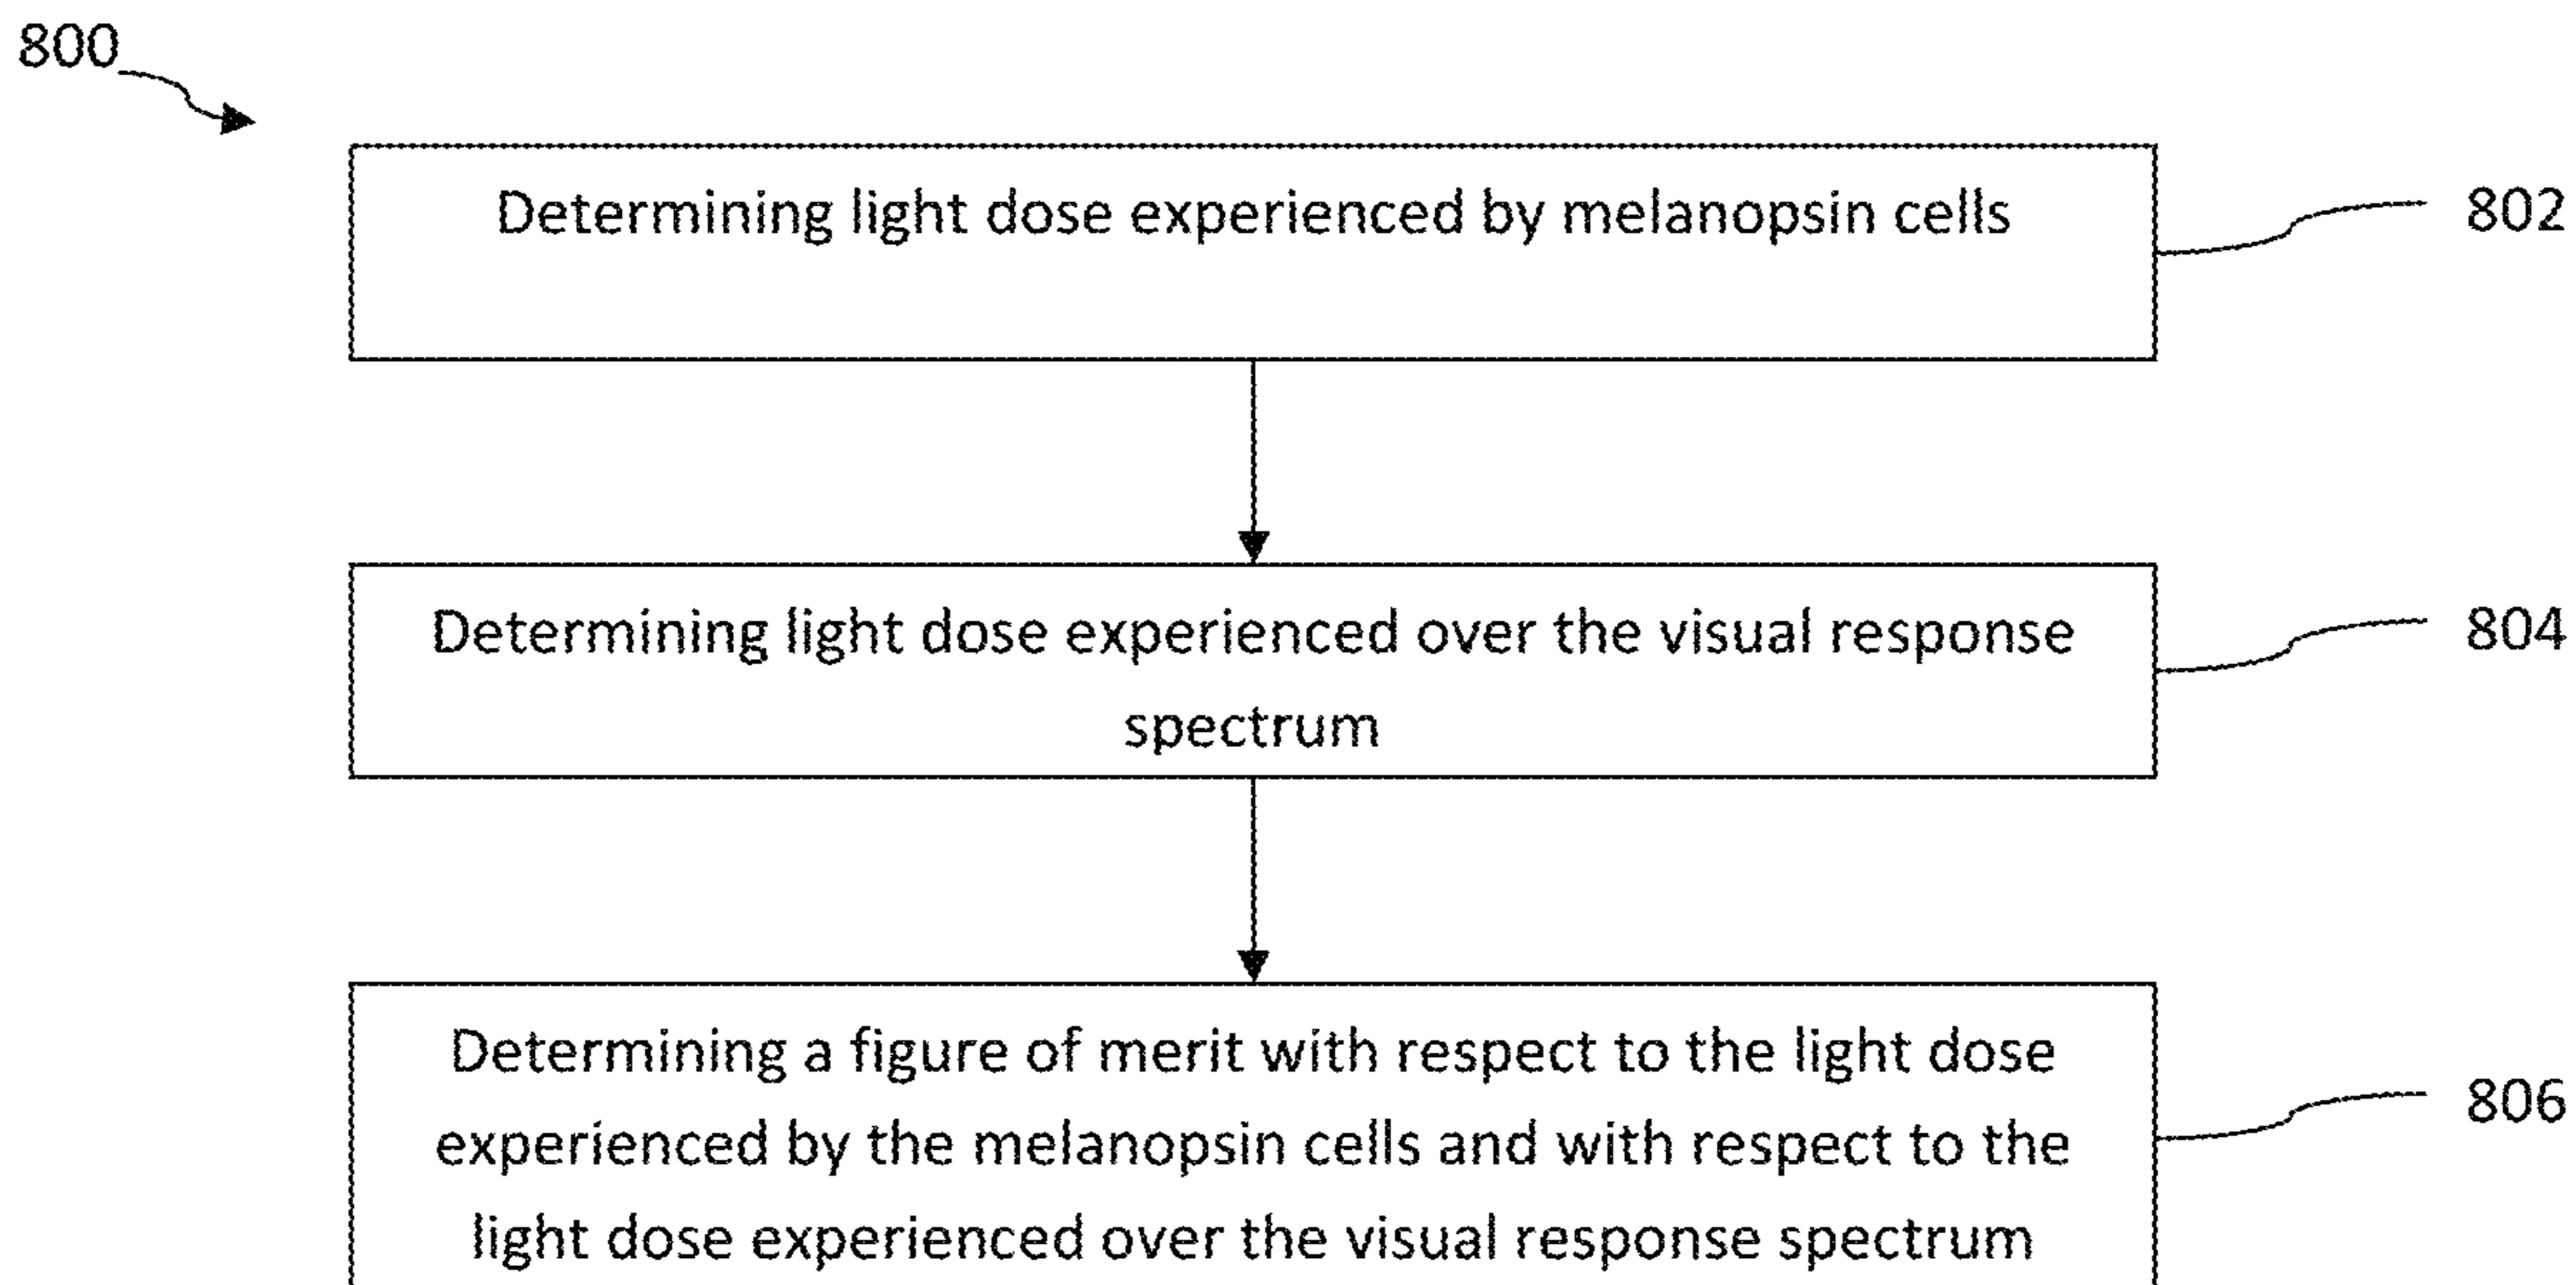 800
Determining light dose experienced by melanopsin cells
802
Determining light dose experienced over the visual response
spectrum
804
Determining a figure of merit with respect to the light dose
experienced by the melanopsin cells and with respect to the
light dose experienced over the visual response spectrum
806